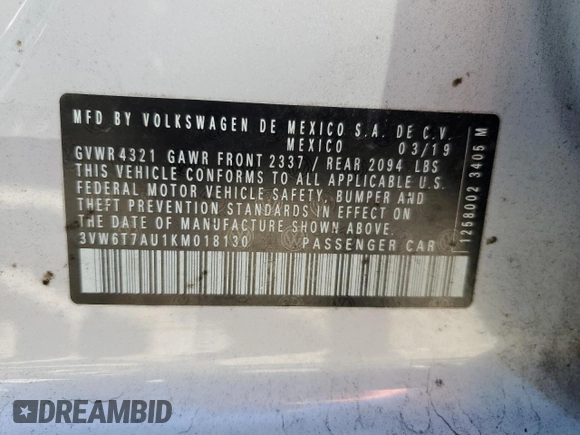 MFD BY VOLKSWAGEN DE MEXICO S.A. DE C.V.
MEXICO 03/19
GVWR 4321 GAWR FRONT 2337 / REAR 2094 LBS
THIS VEHICLE CONFORMS TO ALL APPLICABLE U.S.
FEDERAL MOTOR VEHICLE SAFETY, BUMPER AND
THEFT PREVENTION STANDARDS IN EFFECT ON
THE DATE OF MANUFACTURE SHOWN ABOVE.
3VW6T7AU1KM018130 PASSENGER CAR
1258002 3405 M
DREAMBID